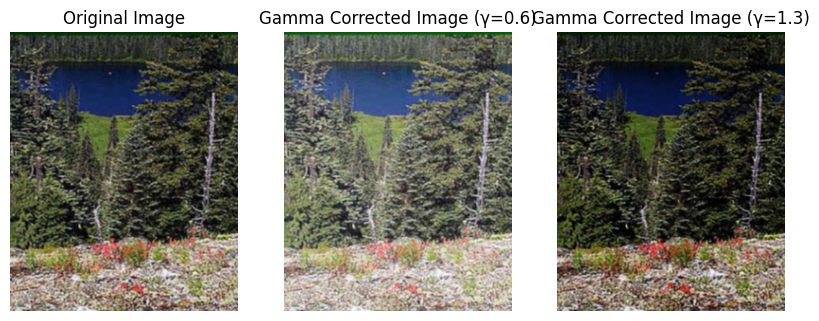 Original Image
Gamma Corrected Image (γ=0.6)
Gamma Corrected Image (γ=1.3)